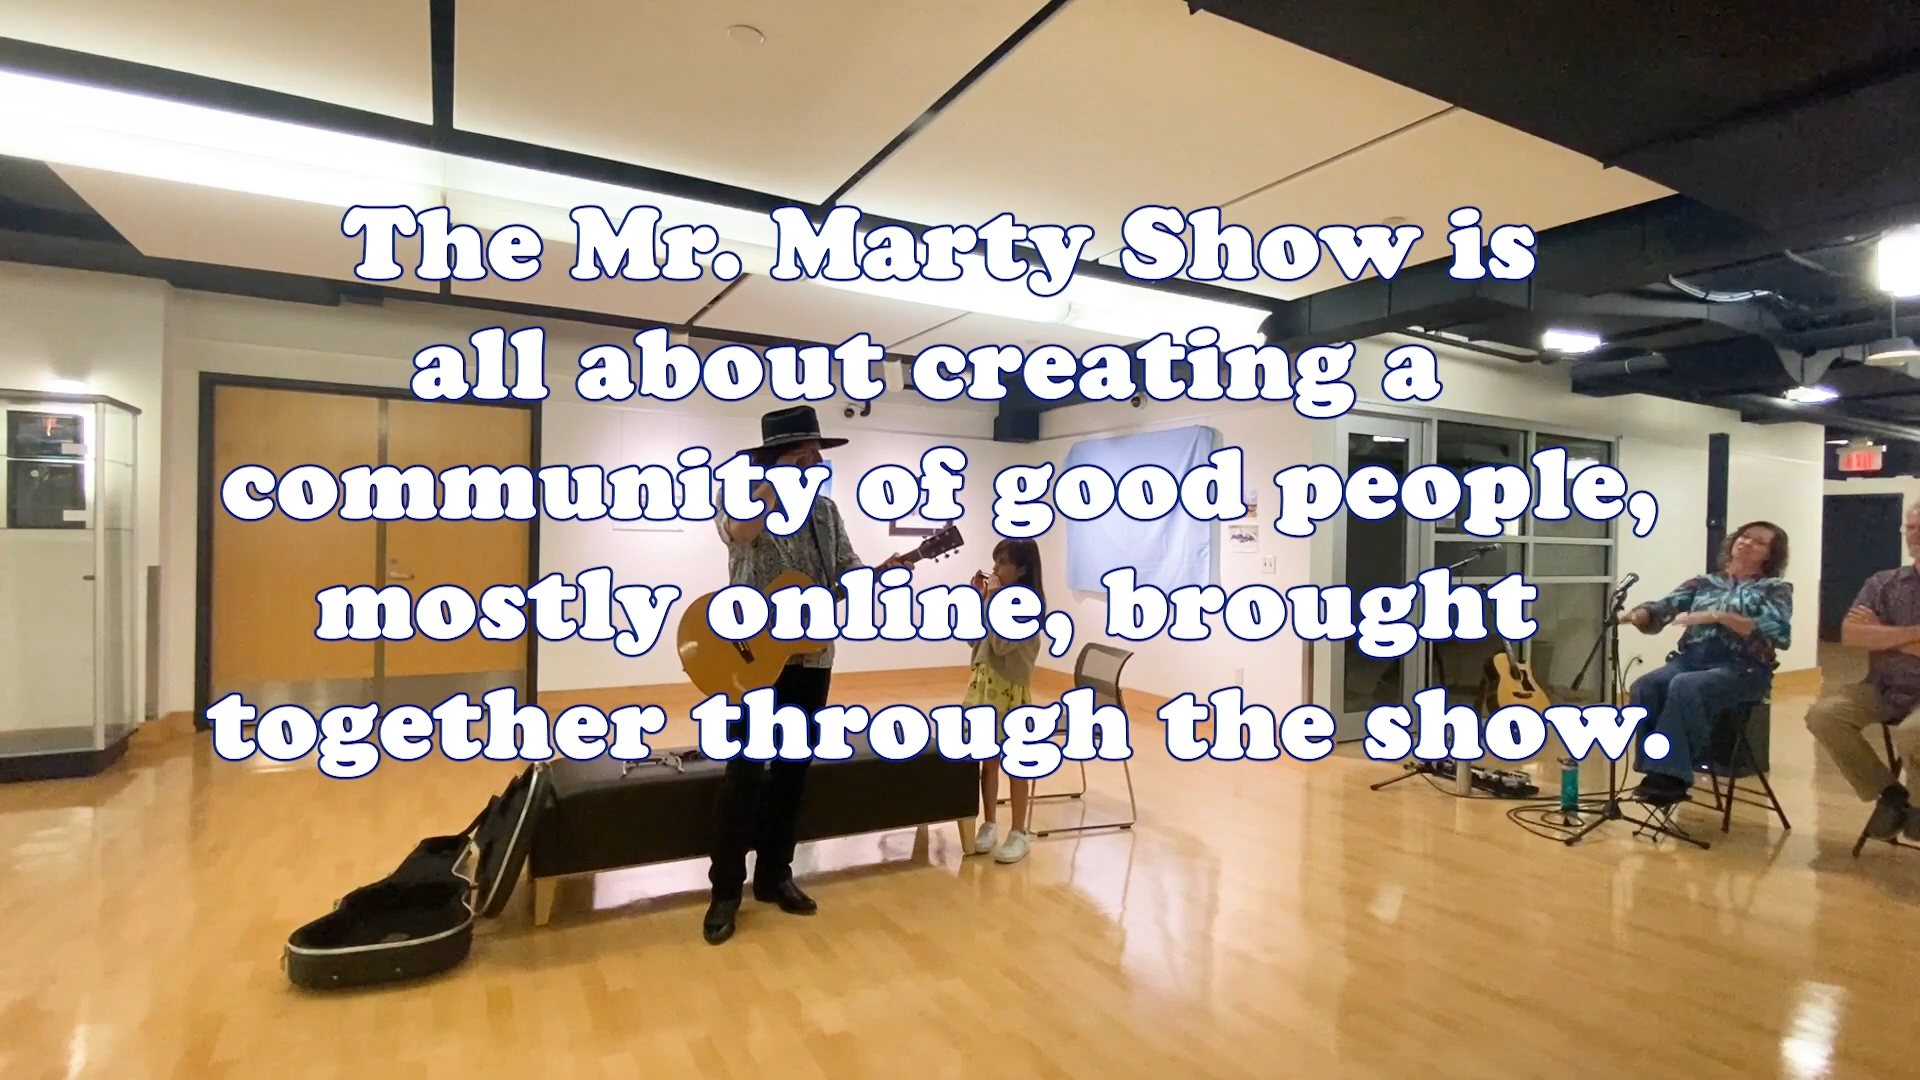 The Mr. Marty Show is
all about creating a
community of good people,
mostly online, brought
together through the show.